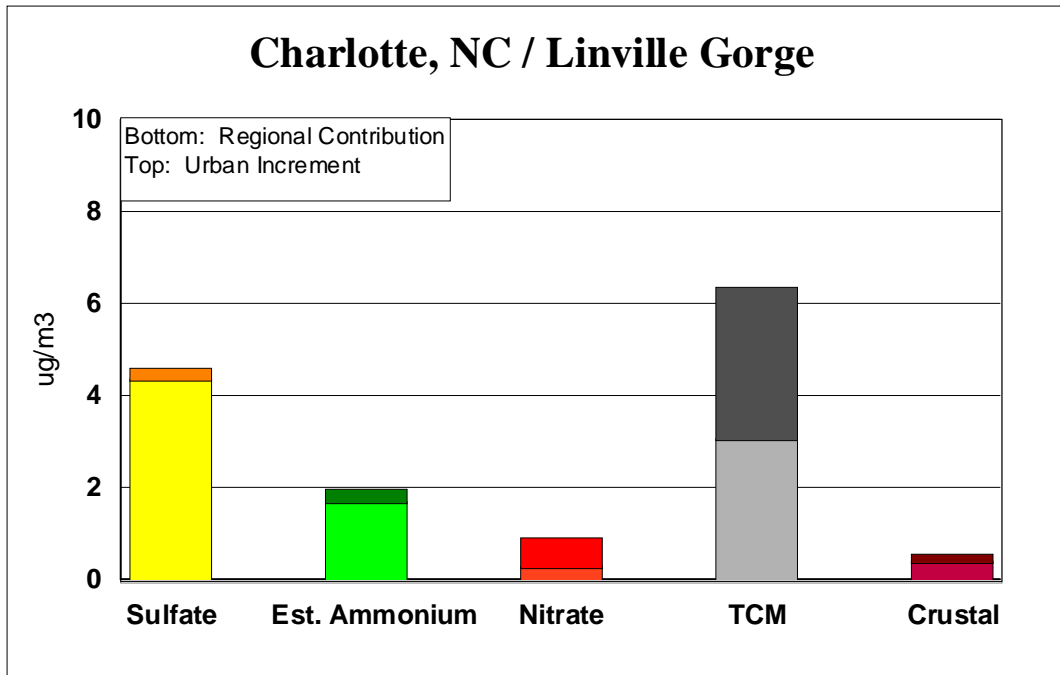 Charlotte, NC / Linville Gorge
Bottom: Regional Contribution
Top: Urban Increment
10
8
6
4
2
0
ug/m3
Sulfate Est. Ammonium Nitrate TCM Crustal